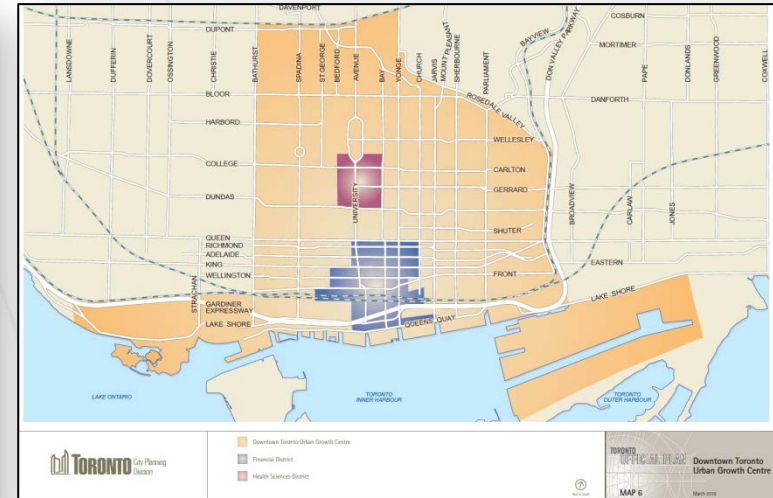 DAVENPORT
COSBURN
DUPONT
MORTIMER
LANSDOWNE
DUFFERIN
DOVERCOURT
OSSINGTON
CHRISTIE
BATHURST
SPADINA
ST GEORGE
BEDFORD
AVENUE
BAY
YONGE
CHURCH
JARVIS
MOUNT PLEASANT
SHERBOURNE
PARLIAMENT
BAYVIEW
DON VALLEY PARKWAY
PAPE
DONLANDS
GREENWOOD
COXWELL
BLOOR
ROSEDALE VALLEY
DANFORTH
HARBORD
WELLESLEY
COLLEGE
CARLTON
GERRARD
DUNDAS
UNIVERSITY
BROADVIEW
CARLAW
JONES
SHUTER
QUEEN
RICHMOND
ADELAIDE
KING
WELLINGTON
FRONT
EASTERN
STRACHAN
GARDINER
EXPRESSWAY
LAKE SHORE
QUEENS QUAY
LAKE SHORE
LAKE ONTARIO
TORONTO
INNER HARBOUR
TORONTO
OUTER HARBOUR
TORONTO City Planning
Division
Downtown Toronto Urban Growth Centre
Financial District
Health Sciences District
TORONTO
OFFICIAL PLAN
Downtown Toronto
Urban Growth Centre
MAP 6